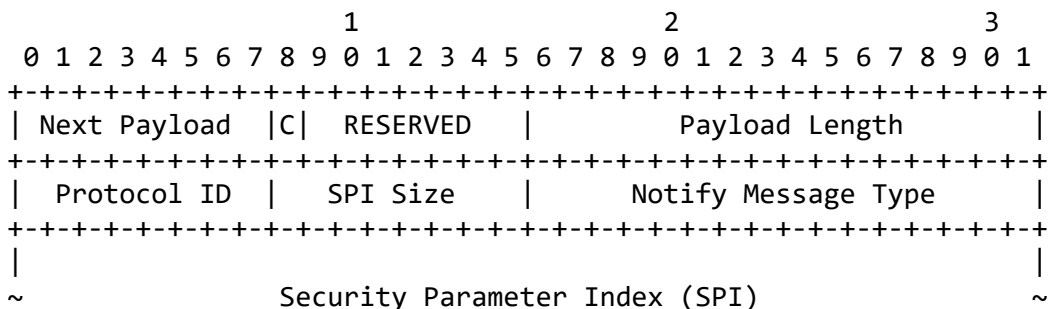 1                   2                   3
 0 1 2 3 4 5 6 7 8 9 0 1 2 3 4 5 6 7 8 9 0 1 2 3 4 5 6 7 8 9 0 1
+-+-+-+-+-+-+-+-+-+-+-+-+-+-+-+-+-+-+-+-+-+-+-+-+-+-+-+-+-+-+-+-+
| Next Payload  |C|  RESERVED   |         Payload Length        |
+-+-+-+-+-+-+-+-+-+-+-+-+-+-+-+-+-+-+-+-+-+-+-+-+-+-+-+-+-+-+-+-+
|  Protocol ID  |   SPI Size    |      Notify Message Type      |
+-+-+-+-+-+-+-+-+-+-+-+-+-+-+-+-+-+-+-+-+-+-+-+-+-+-+-+-+-+-+-+-+
|                                                               |
~                Security Parameter Index (SPI)                 ~